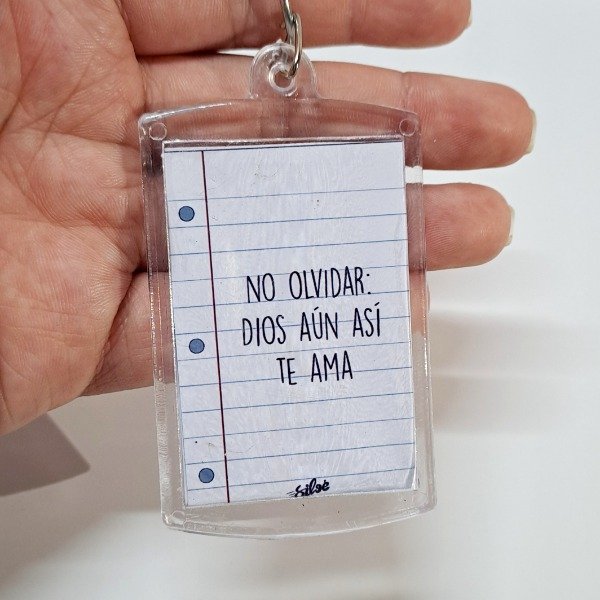 NO OLVIDAR:
DIOS AÚN ASÍ
TE AMA